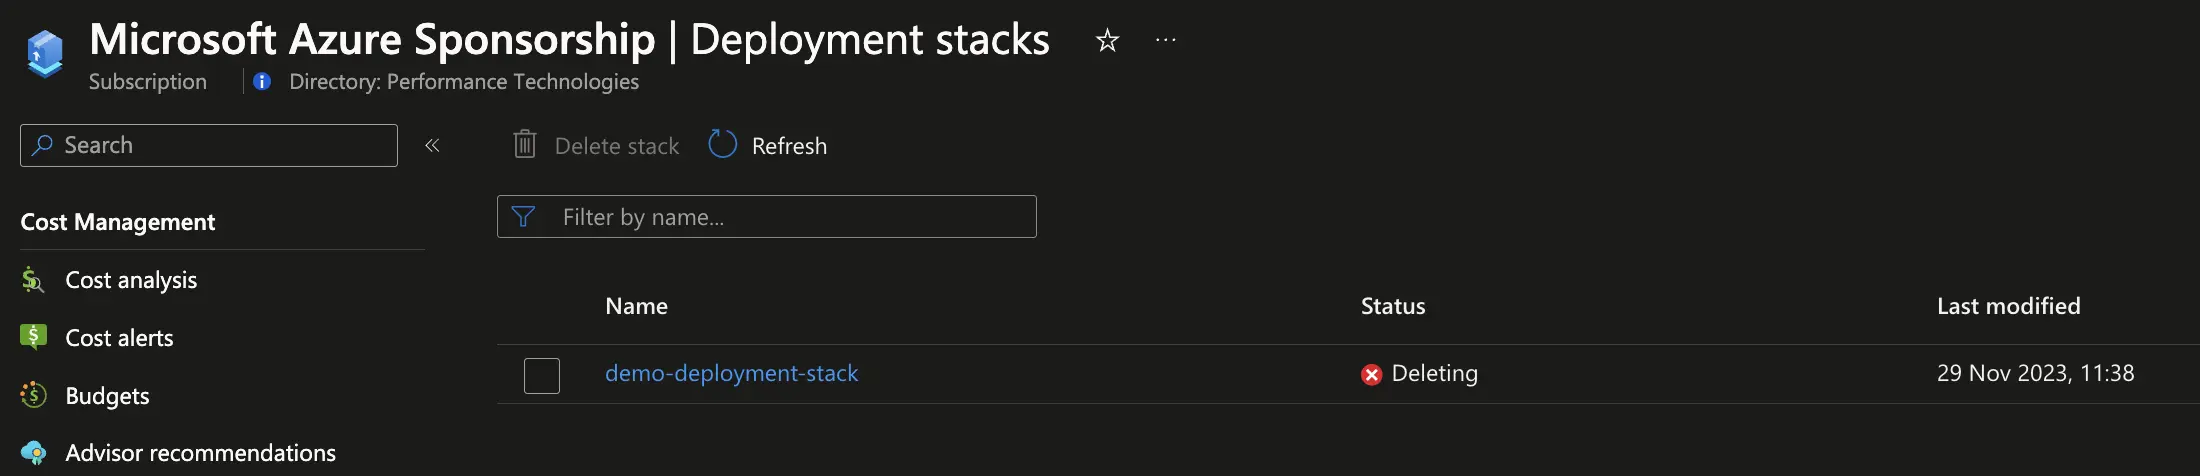 Microsoft Azure Sponsorship | Deployment stacks
Subscription
Directory: Performance Technologies
Search
Delete stack
Refresh
Cost Management
Filter by name...
Cost analysis
Name
Status
Last modified
Cost alerts
demo-deployment-stack
Deleting
29 Nov 2023, 11:38
Budgets
Advisor recommendations